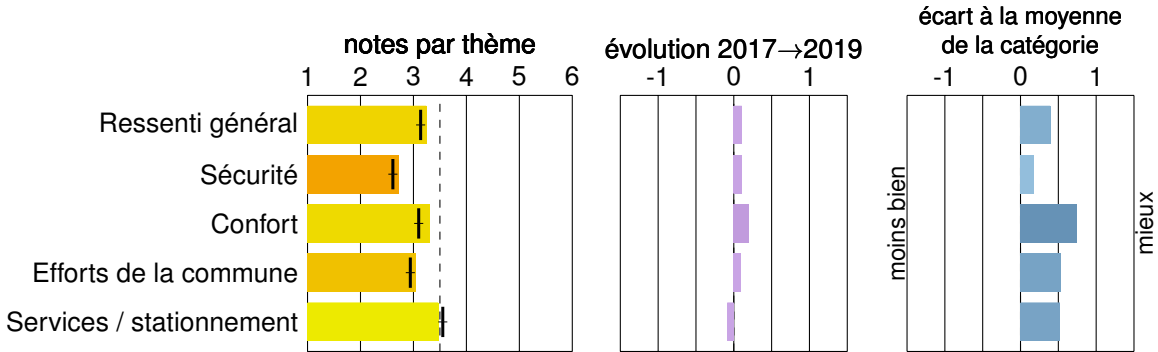 notes par thème
1 2 3 4 5 6
évolution 2017→2019
-1 0 1
écart à la moyenne
de la catégorie
-1 0 1
Ressenti général
Sécurité
Confort
Efforts de la commune
Services / stationnement
moins bien
mieux